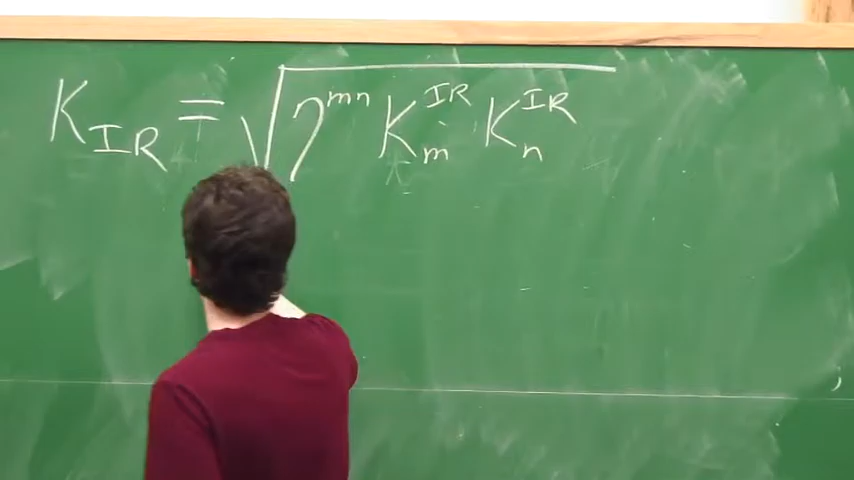 K_IR = √(η^mn K_m^IR K_n^IR)